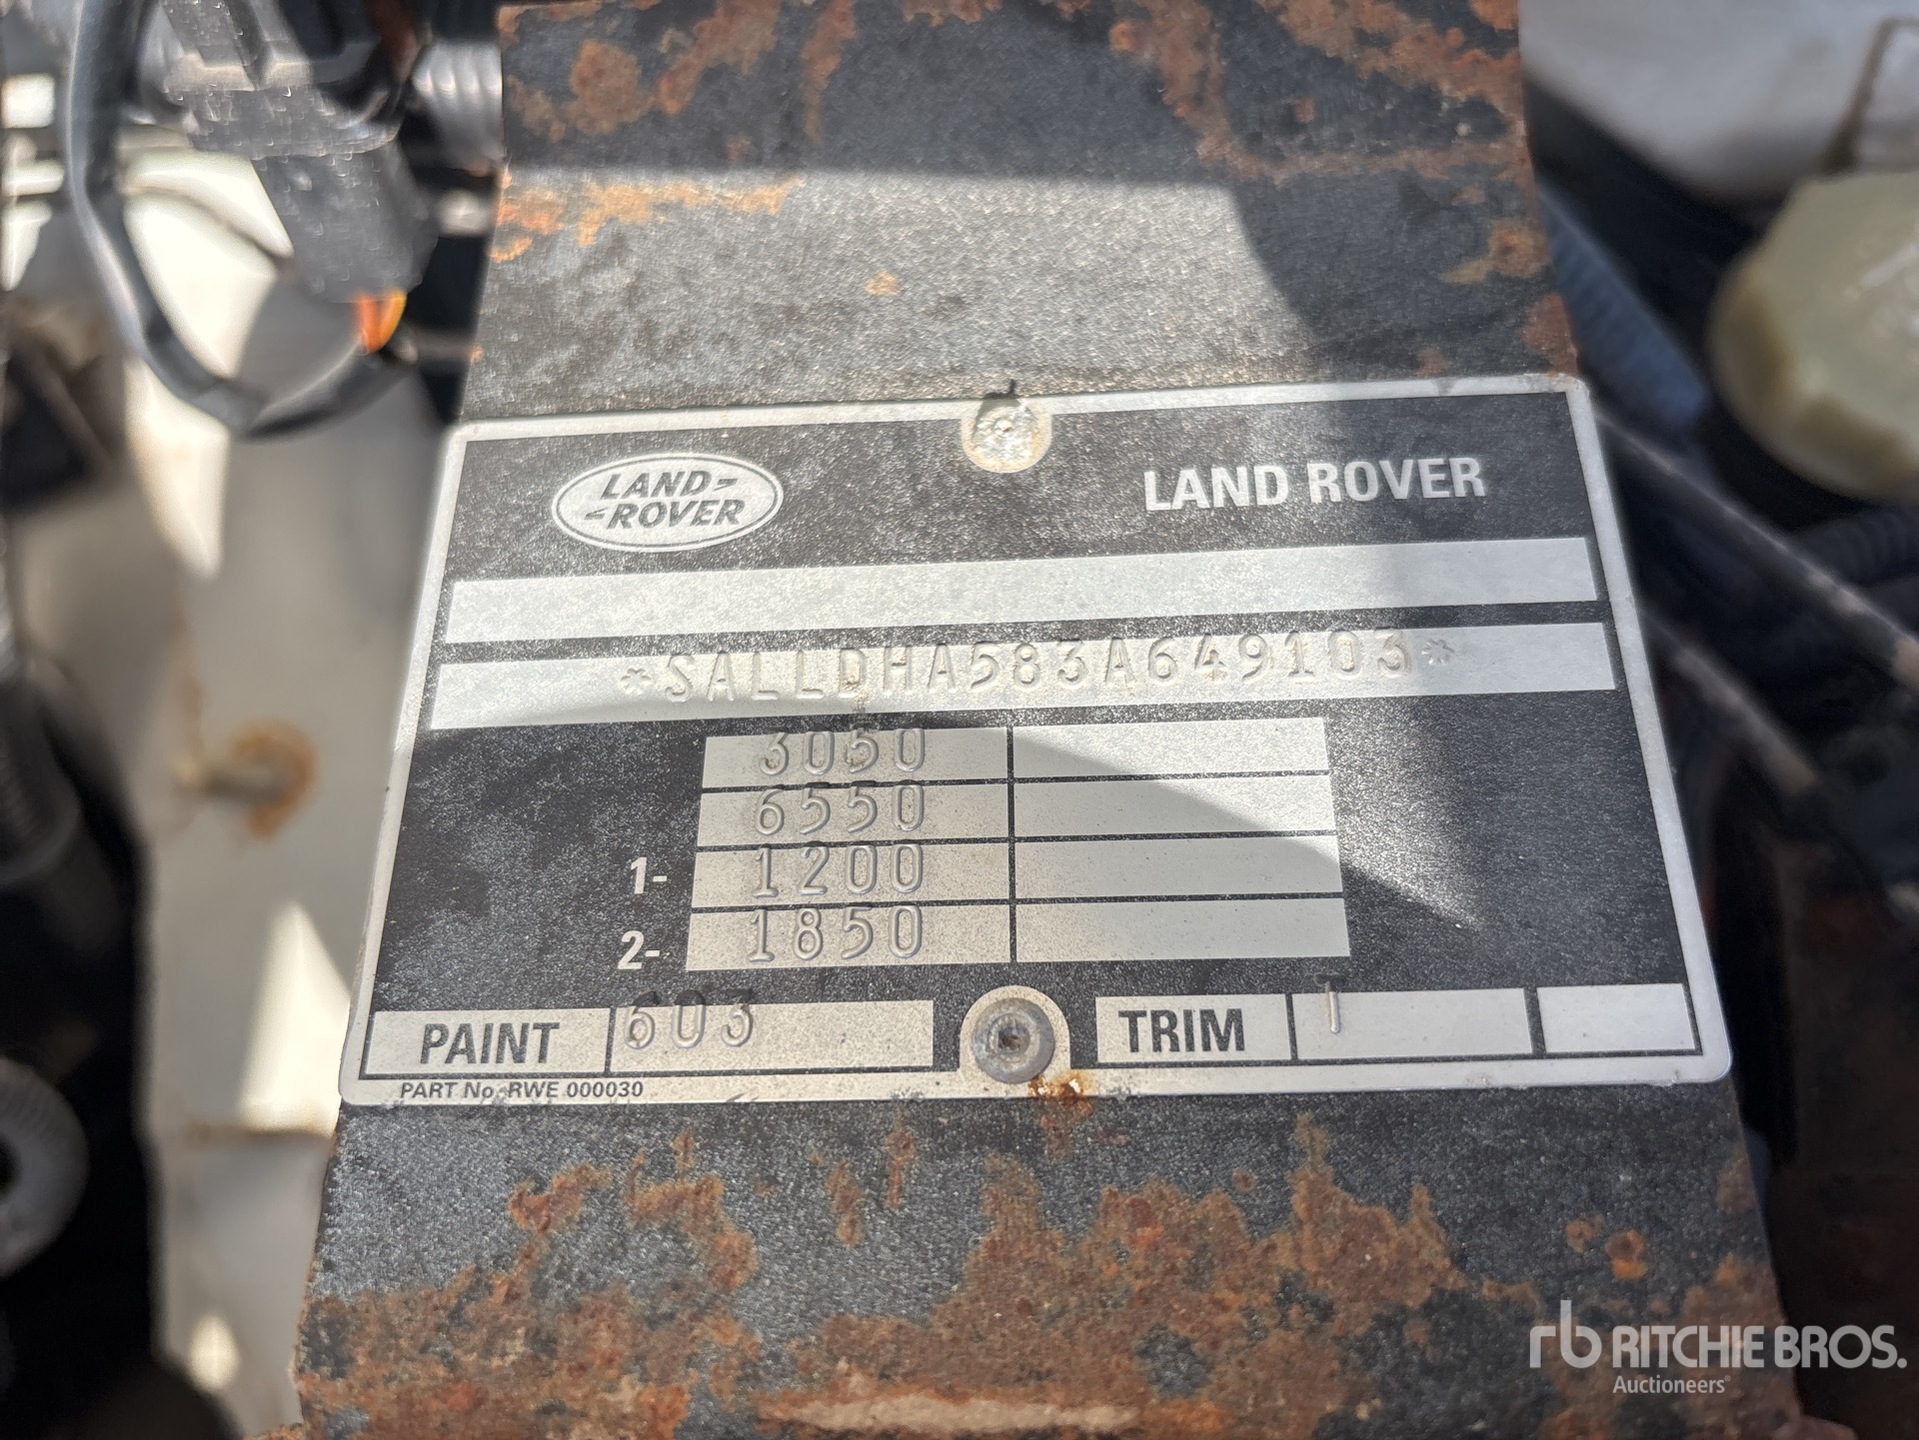 LAND-
-ROVER
LAND ROVER
*SALLDHA583A649103*
3050
6550
1- 1200
2- 1850
PAINT 603
TRIM T
PART No. RWE 000030
rb RITCHIE BROS.
Auctioneers